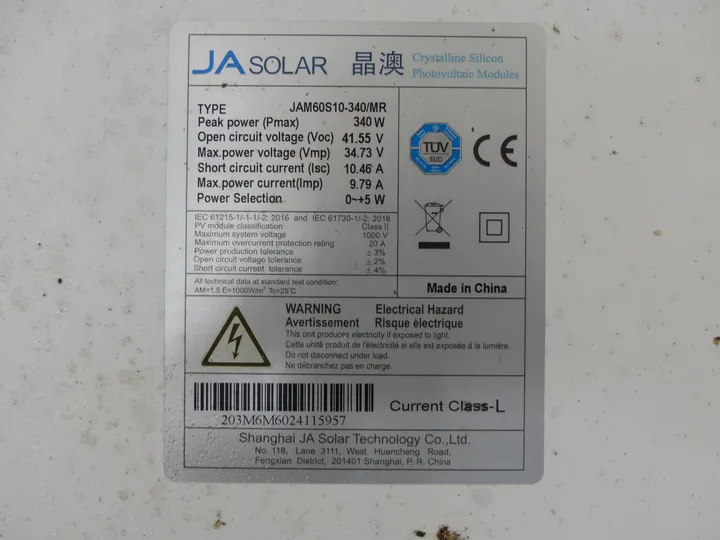 JA SOLAR 晶澳 Crystalline Silicon
Photovoltaic Modules
TYPE JAM60S10-340/MR
Peak power (Pmax) 340 W
Open circuit voltage (Voc) 41.55 V
Max.power voltage (Vmp) 34.73 V
Short circuit current (Isc) 10.46 A
Max.power current(Imp) 9.79 A
Power Selection 0~+5 W
TÜV
SÜD
CE
IEC 61215-1/-1-1/-2: 2016 and IEC 61730-1/-2: 2016
PV module classification Class II
Maximum system voltage 1000 V
Maximum overcurrent protection rating 20 A
Power production tolerance ± 3%
Open circuit voltage tolerance ± 2%
Short circuit current tolerance ± 4%
All technical data at standard test condition:
AM=1.5 E=1000W/m² Tc=25°C
Made in China
WARNING Electrical Hazard
Avertissement Risque électrique
This unit produces electricity if exposed to light.
Cette unité produit de l'électricité si elle est exposée à la lumière.
Do not disconnect under load.
Ne débranchez pas en charge.
203M6M6024115957
Current Class-L
Shanghai JA Solar Technology Co.,Ltd.
No. 118, Lane 3111, West Huancheng Road,
Fengxian District, 201401 Shanghai, P. R. China